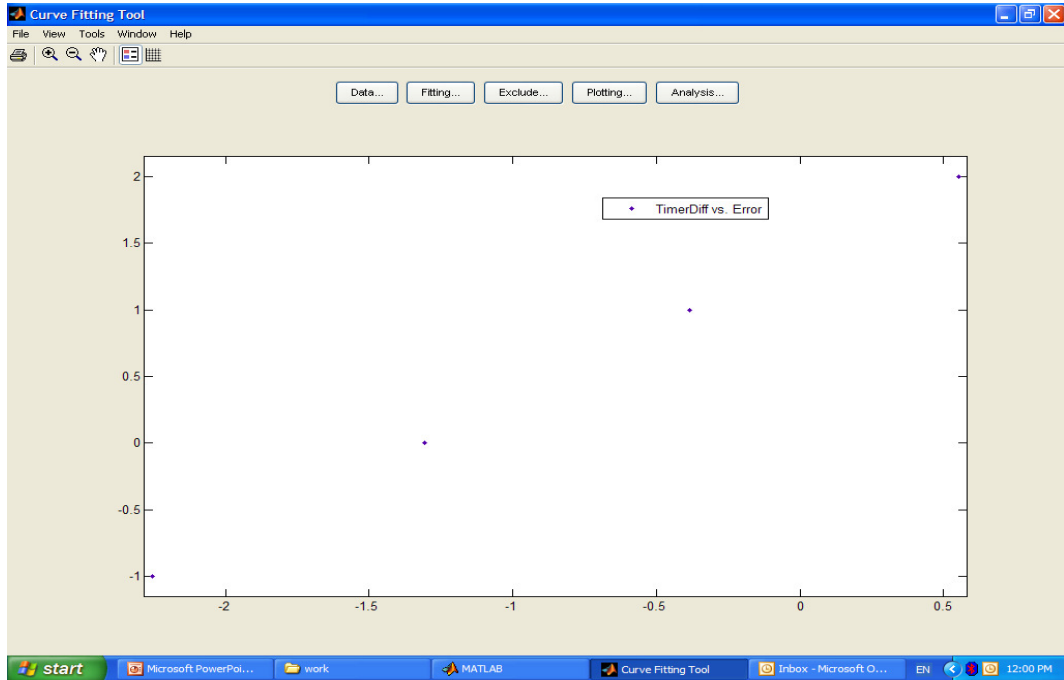 Curve Fitting Tool
File View Tools Window Help
Data... Fitting... Exclude... Plotting... Analysis...
2
TimerDiff vs. Error
1.5
1
0.5
0
-0.5
-1
-2 -1.5 -1 -0.5 0 0.5
start Microsoft PowerPoi... work MATLAB Curve Fitting Tool Inbox - Microsoft O... EN 12:00 PM